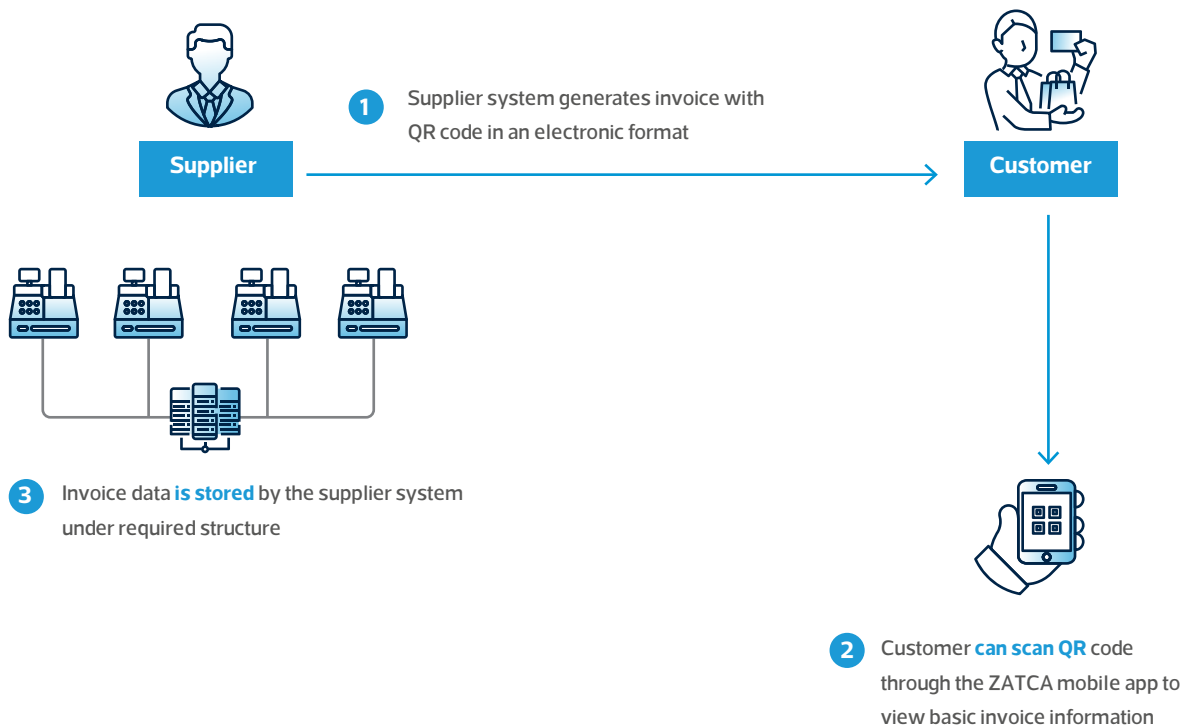 1
Supplier system generates invoice with
QR code in an electronic format
Supplier
Customer
3
Invoice data is stored by the supplier system
under required structure
2
Customer can scan QR code
through the ZATCA mobile app to
view basic invoice information